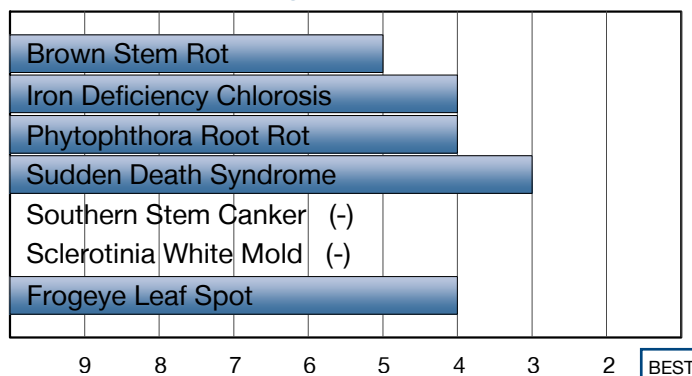 Brown Stem Rot
Iron Deficiency Chlorosis
Phytophthora Root Rot
Sudden Death Syndrome
Southern Stem Canker (-)
Sclerotinia White Mold (-)
Frogeye Leaf Spot
9 8 7 6 5 4 3 2 BEST